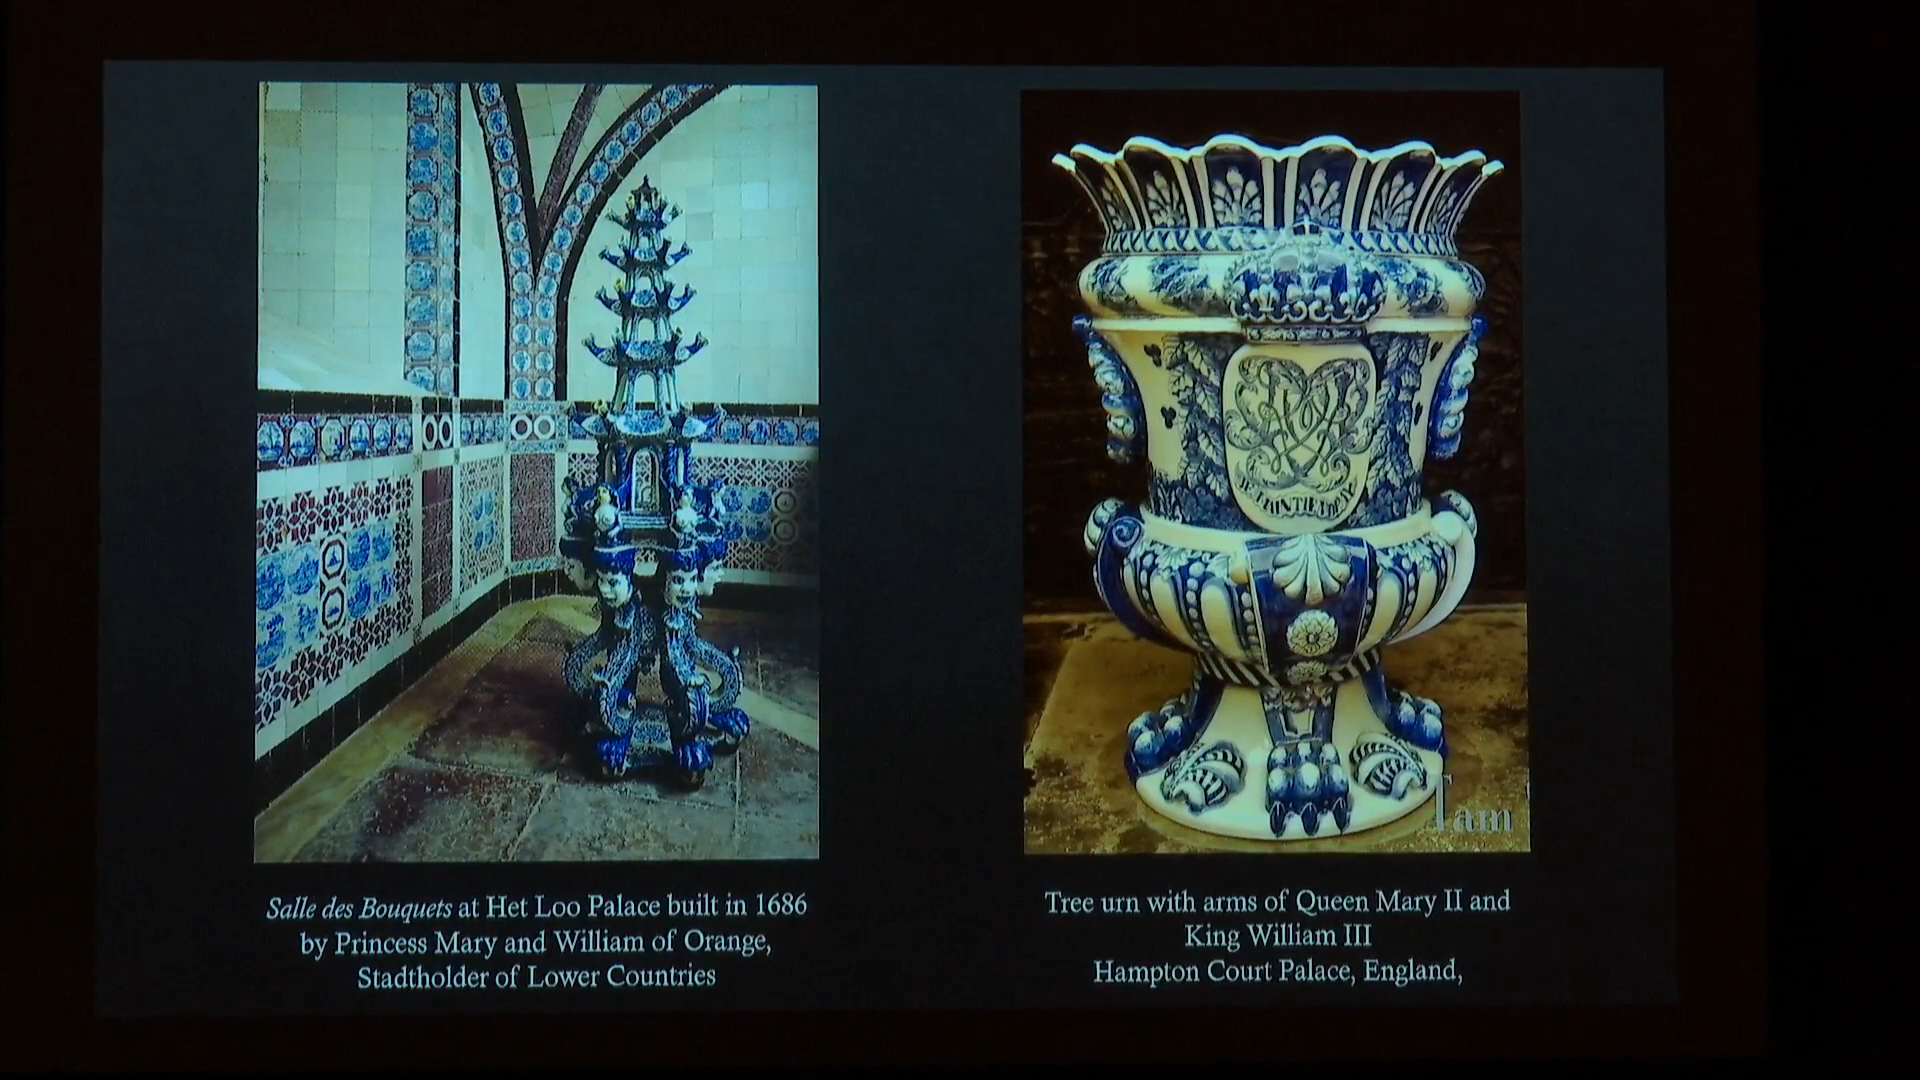 Salle des Bouquets at Het Loo Palace built in 1686
by Princess Mary and William of Orange,
Stadtholder of Lower Countries
Tree urn with arms of Queen Mary II and
King William III
Hampton Court Palace, England,